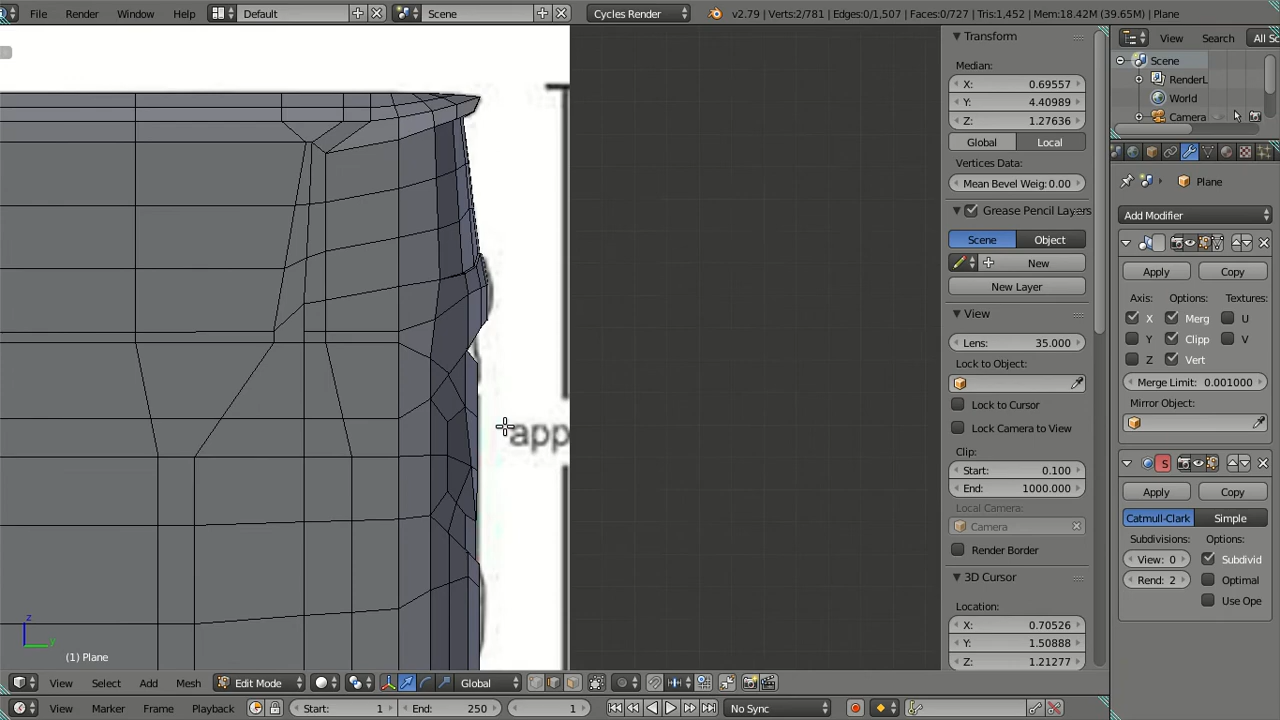 File Render Window Help Default Scene Cycles Render v2.79 | Verts:2/781 | Edges:0/1,507 | Faces:0/727 | Tris:1,452 | Mem:18.42M (39.65M) | Plane
Transform
Median:
X: 0.69557
Y: 4.40989
Z: 1.27636
Global Local
Vertices Data:
Mean Bevel Weig: 0.00
Grease Pencil Layers
Scene Object
New
New Layer
View
Lens: 35.000
Lock to Object:
Lock to Cursor
Lock Camera to View
Clip:
Start: 0.100
End: 1000.000
Local Camera:
Camera
Render Border
3D Cursor
Location:
X: 0.70526
Y: 1.50888
Z: 1.21277
View Search All Sc
Scene
RenderL
World
Camera
Plane
Add Modifier
Apply Copy
Axis: Options: Textures:
X Merg U
Y Clipp V
Z Vert
Merge Limit: 0.001000
Mirror Object:
S
Apply Copy
Catmull-Clark Simple
Subdivisions: Options:
View: 0 Subdivid
Rend: 2 Optimal
Use Ope
app
z
y
(1) Plane
View Select Add Mesh Edit Mode Global
View Marker Frame Playback Start: 1 End: 250 1 No Sync